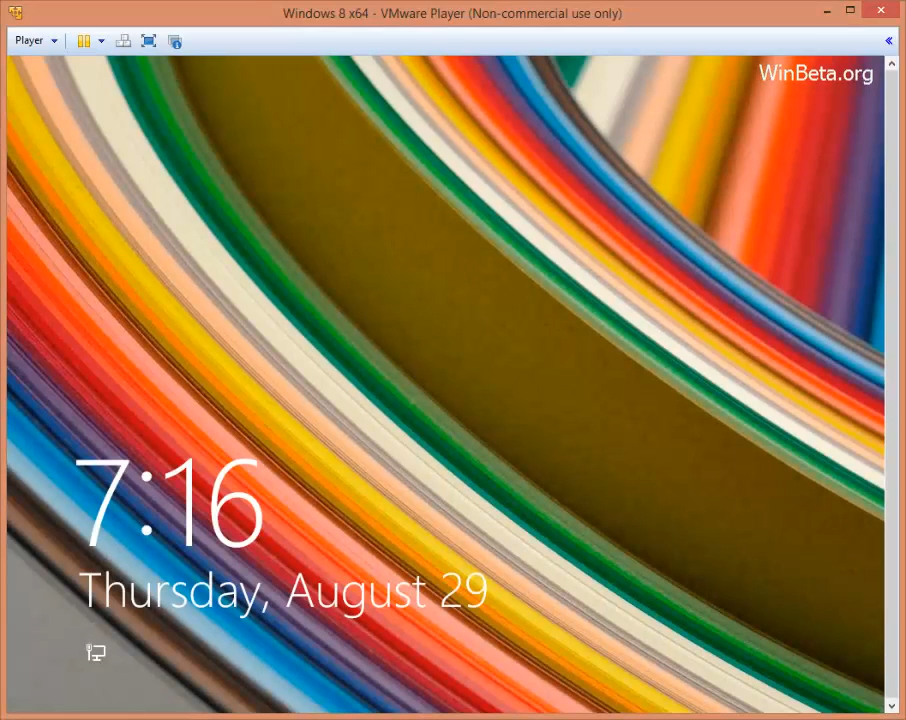 Windows 8 x64 - VMware Player (Non-commercial use only)
Player
WinBeta.org
7:16
Thursday, August 29